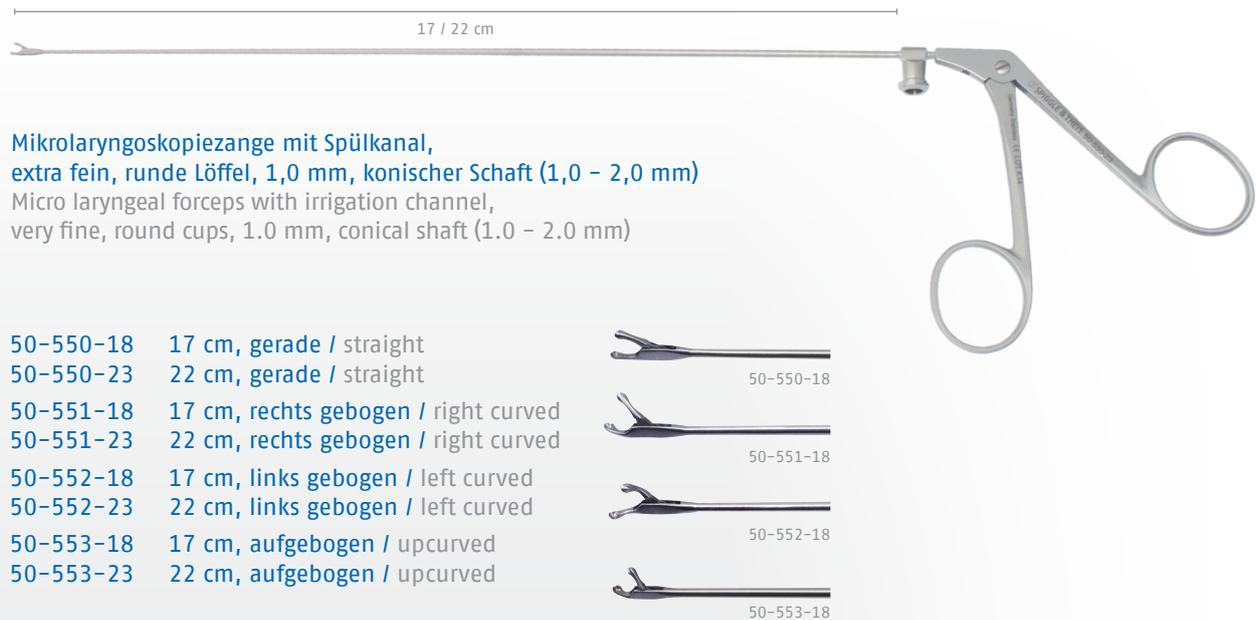 17 / 22 cm
SPIGGLE & THEIS
Mikrolaryngoskopiezange mit Spülkanal,
extra fein, runde Löffel, 1,0 mm, konischer Schaft (1,0 – 2,0 mm)
Micro laryngeal forceps with irrigation channel,
very fine, round cups, 1.0 mm, conical shaft (1.0 – 2.0 mm)
50-550-18 17 cm, gerade / straight
50-550-23 22 cm, gerade / straight
50-551-18 17 cm, rechts gebogen / right curved
50-551-23 22 cm, rechts gebogen / right curved
50-552-18 17 cm, links gebogen / left curved
50-552-23 22 cm, links gebogen / left curved
50-553-18 17 cm, aufgebogen / upcurved
50-553-23 22 cm, aufgebogen / upcurved
50-550-18
50-551-18
50-552-18
50-553-18